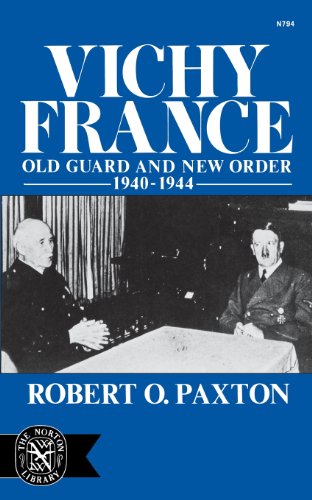 N794
VICHY
FRANCE
OLD GUARD AND NEW ORDER
1940-1944
ROBERT O. PAXTON
THE NORTON
LIBRARY